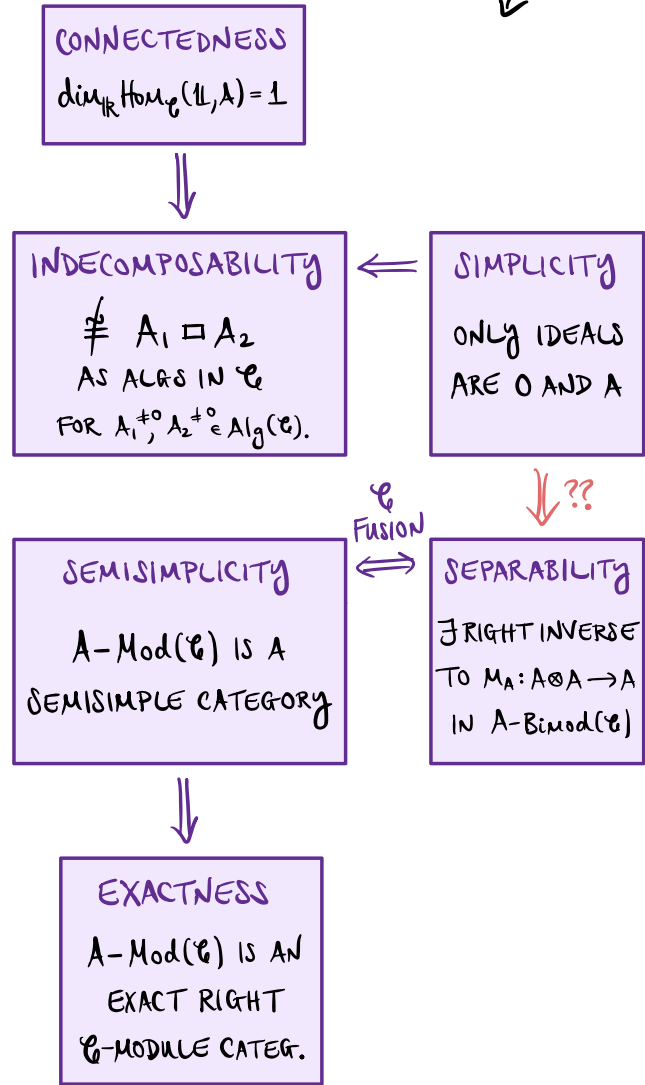 CONNECTEDNESS
dim_𝕜 Hom_𝒞(𝟙, A) = 1
INDECOMPOSABILITY
≇ A₁ □ A₂
AS ALGS IN 𝒞
FOR A₁^{≠0}, A₂^{≠0} ∈ Alg(𝒞).
SIMPLICITY
ONLY IDEALS
ARE 0 AND A
??
𝒞
FUSION
SEMISIMPLICITY
A-Mod(𝒞) IS A
SEMISIMPLE CATEGORY
SEPARABILITY
∃ RIGHT INVERSE
TO M_A: A⊗A → A
IN A-Bimod(𝒞)
EXACTNESS
A-Mod(𝒞) IS AN
EXACT RIGHT
𝒞-MODULE CATEG.